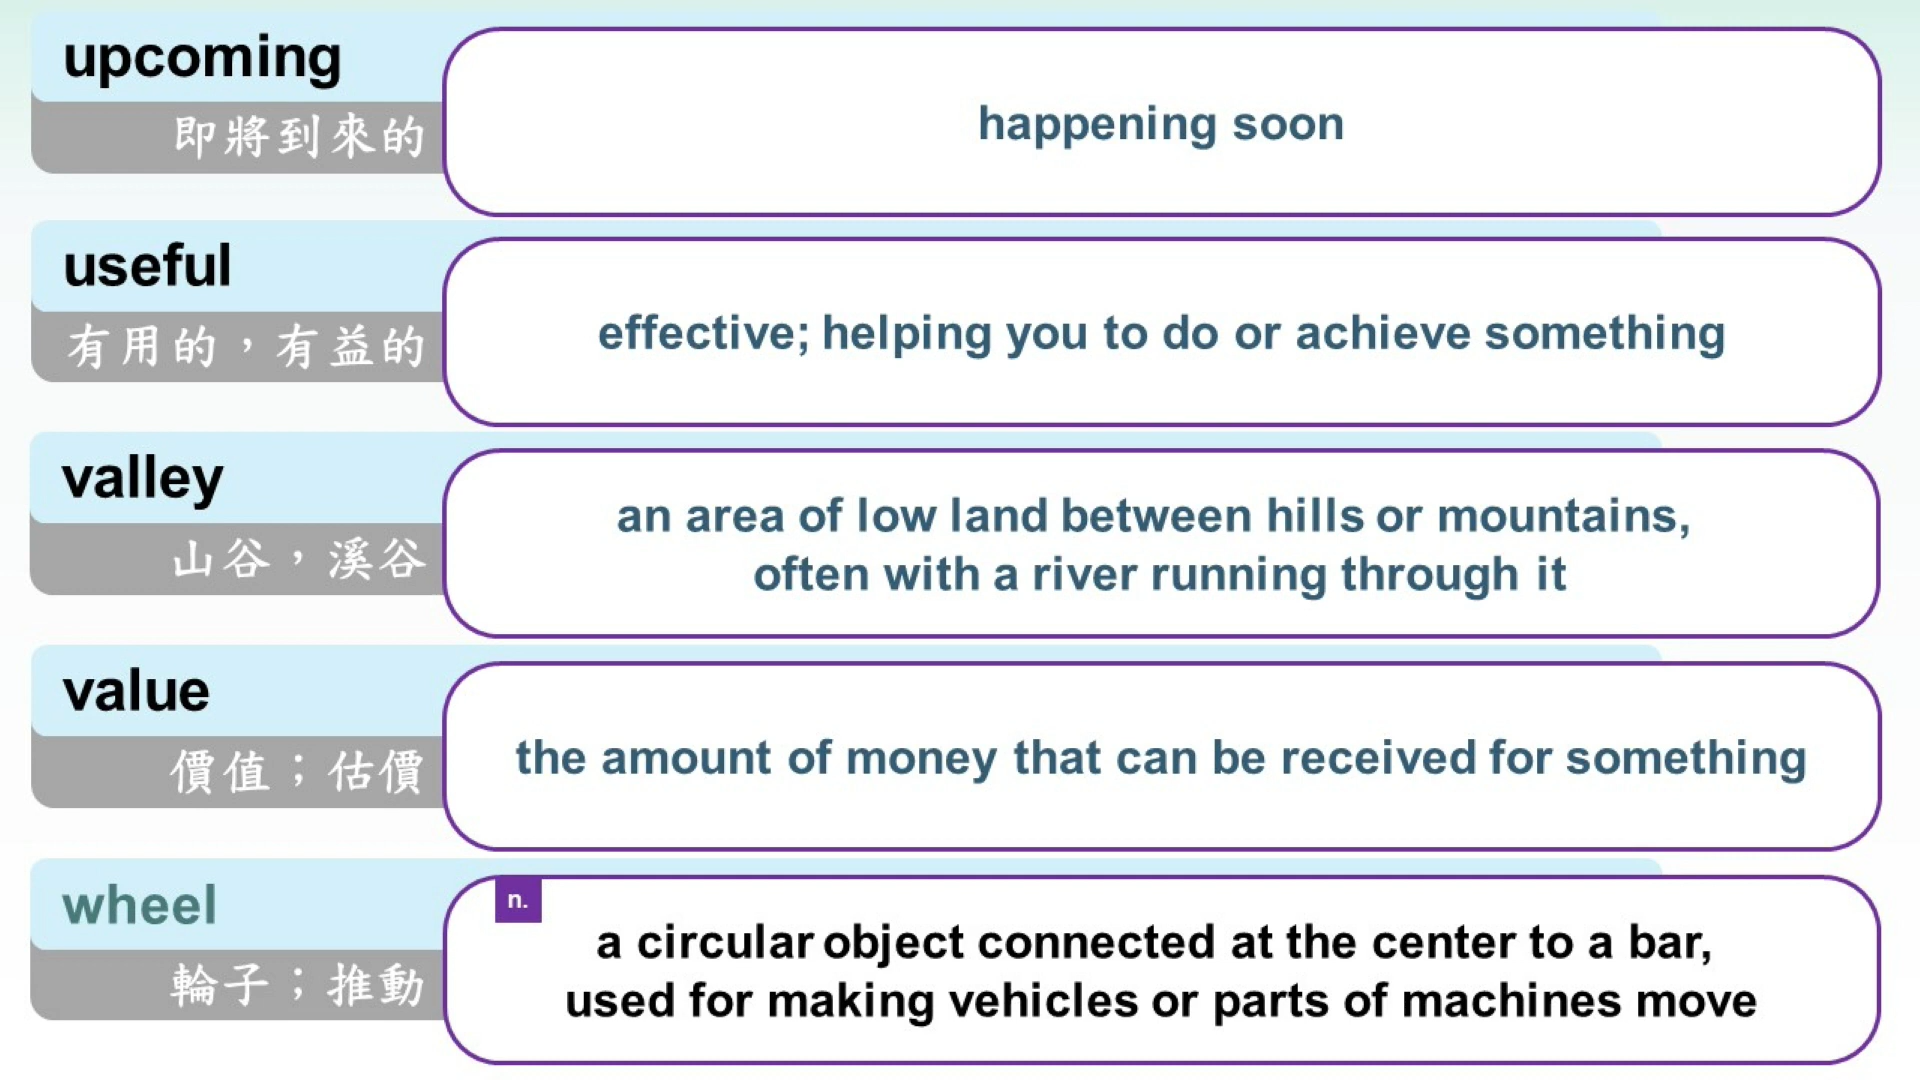 upcoming
即將到來的
happening soon
useful
有用的，有益的
effective; helping you to do or achieve something
valley
山谷，溪谷
an area of low land between hills or mountains,
often with a river running through it
value
價值；估價
the amount of money that can be received for something
wheel
輪子；推動
n.
a circular object connected at the center to a bar,
used for making vehicles or parts of machines move